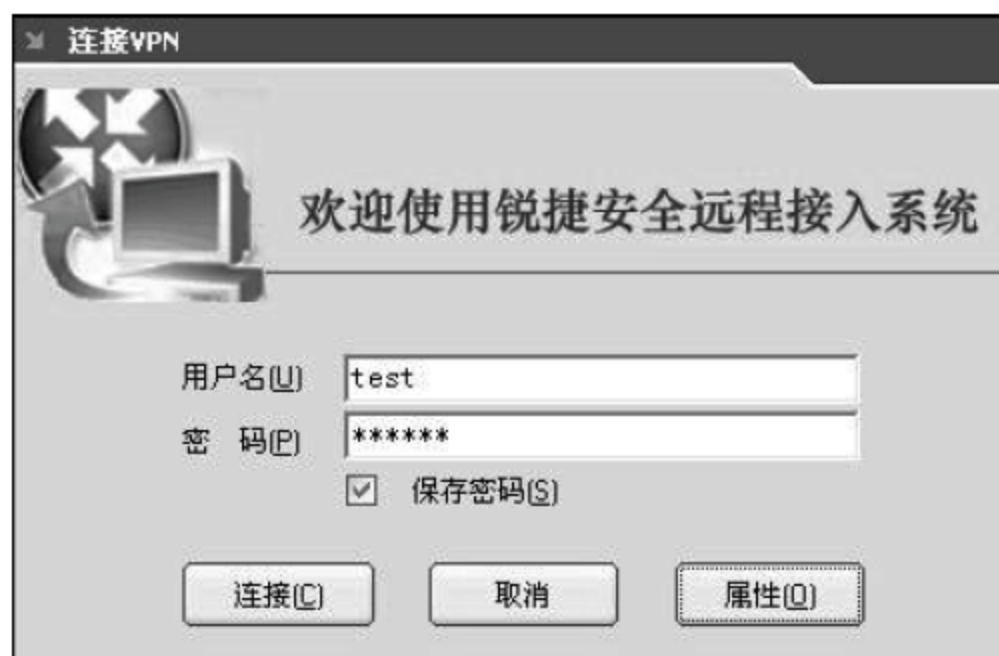 连接VPN
欢迎使用锐捷安全远程接入系统
用户名(U) test
密 码(P) ******
保存密码(S)
连接(C) 取消 属性(O)